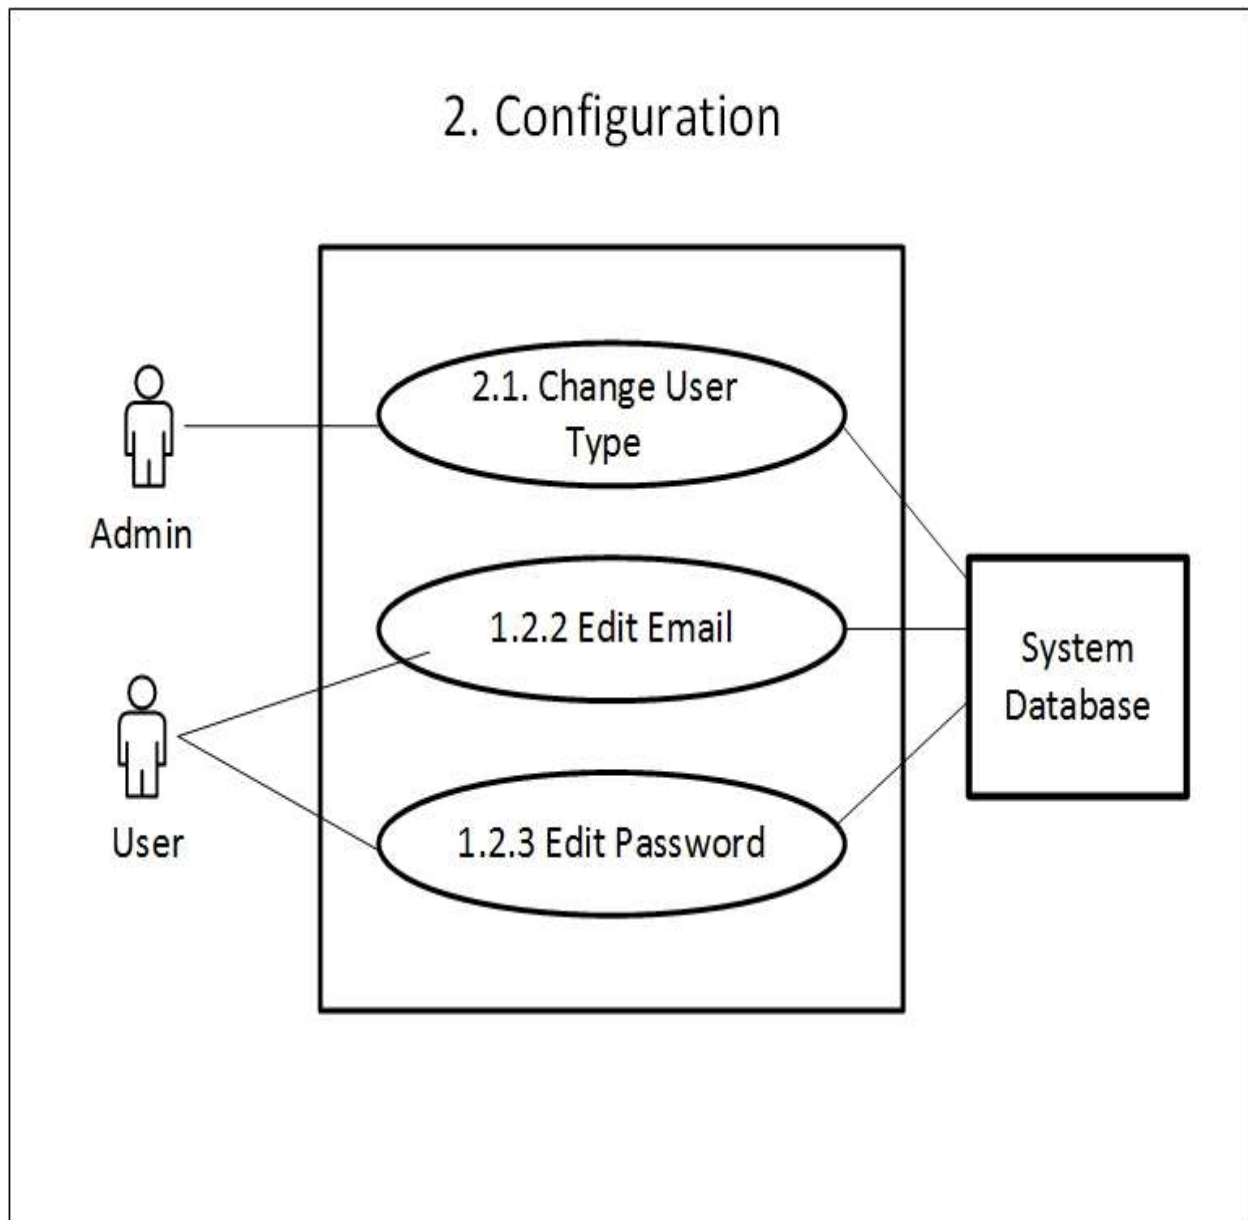 2. Configuration
2.1. Change User
Type
Admin
1.2.2 Edit Email
System
Database
User
1.2.3 Edit Password